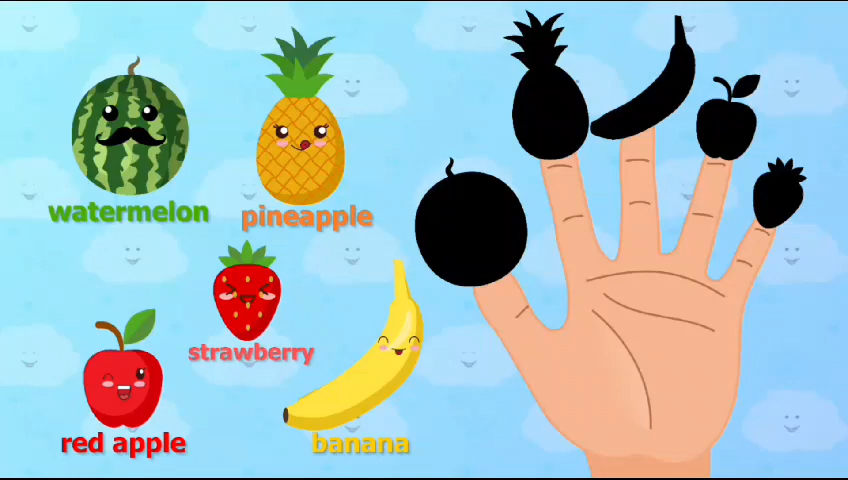 watermelon
pineapple
strawberry
red apple
banana